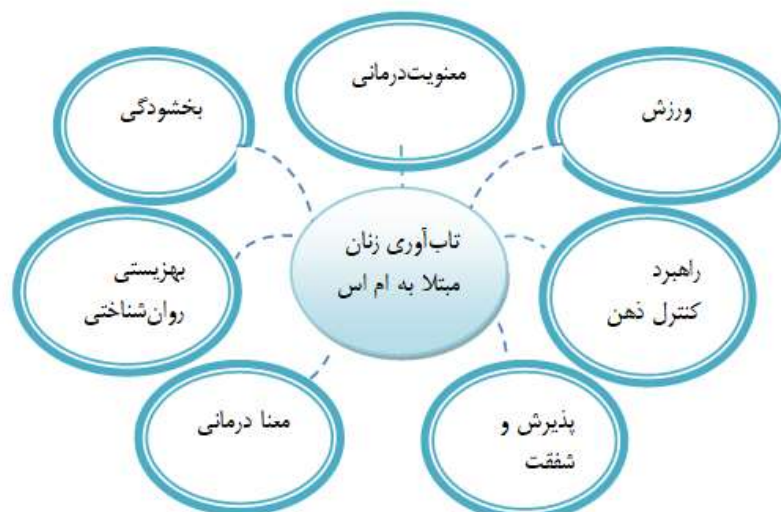 معنویت‌درمانی
ورزش
بخشودگی
تاب‌آوری زنان
مبتلا به ام اس
راهبرد
کنترل ذهن
بهزیستی
روان‌شناختی
پذیرش و
شفقت
معنا درمانی